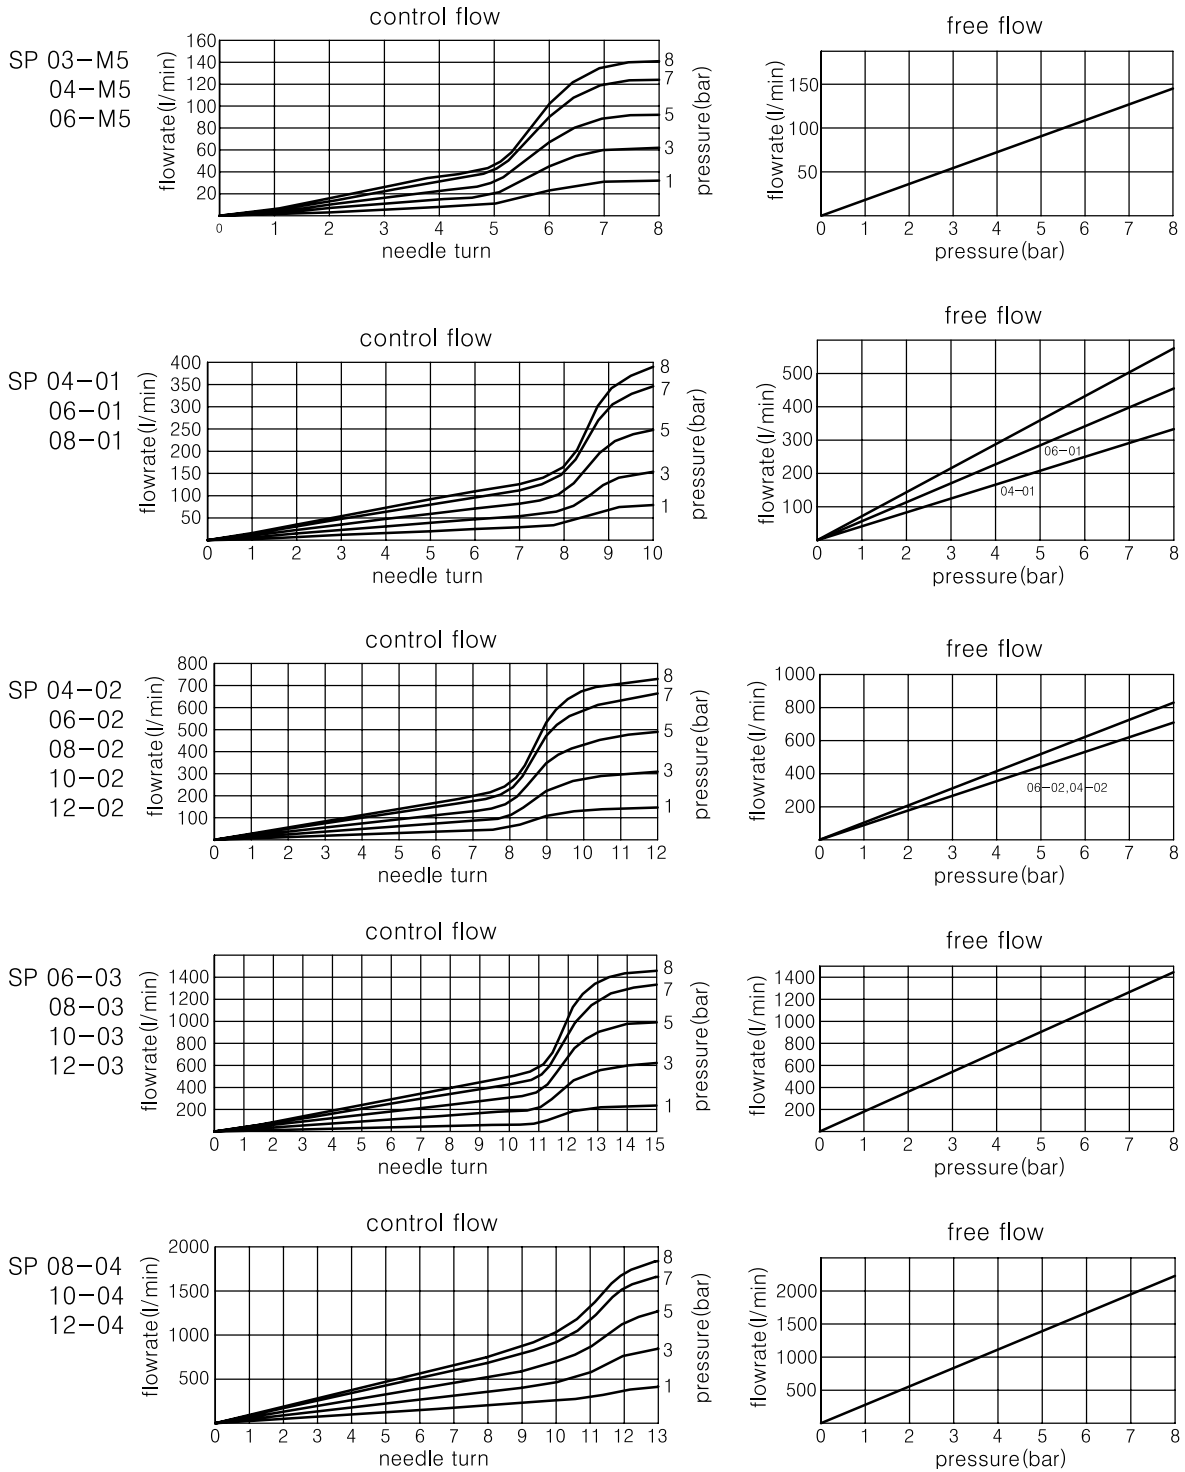 control flow
SP 03-M5
04-M5
06-M5
flowrate(l/min)
160
140
120
100
80
60
40
20
0 1 2 3 4 5 6 7 8
needle turn
8
7
5
3
1
pressure(bar)
free flow
flowrate(l/min)
150
100
50
0 1 2 3 4 5 6 7 8
pressure(bar)
control flow
SP 04-01
06-01
08-01
flowrate(l/min)
400
350
300
250
200
150
100
50
0 1 2 3 4 5 6 7 8 9 10
needle turn
8
7
5
3
1
pressure(bar)
free flow
flowrate(l/min)
500
400
300
200
100
06-01
04-01
0 1 2 3 4 5 6 7 8
pressure(bar)
control flow
SP 04-02
06-02
08-02
10-02
12-02
flowrate(l/min)
800
700
600
500
400
300
200
100
0 1 2 3 4 5 6 7 8 9 10 11 12
needle turn
8
7
5
3
1
pressure(bar)
free flow
flowrate(l/min)
1000
800
600
400
200
06-02,04-02
0 1 2 3 4 5 6 7 8
pressure(bar)
control flow
SP 06-03
08-03
10-03
12-03
flowrate(l/min)
1400
1200
1000
800
600
400
200
0 1 2 3 4 5 6 7 8 9 10 11 12 13 14 15
needle turn
8
7
5
3
1
pressure(bar)
free flow
flowrate(l/min)
1400
1200
1000
800
600
400
200
0 1 2 3 4 5 6 7 8
pressure(bar)
control flow
SP 08-04
10-04
12-04
flowrate(l/min)
2000
1500
1000
500
0 1 2 3 4 5 6 7 8 9 10 11 12 13
needle turn
8
7
5
3
1
pressure(bar)
free flow
flowrate(l/min)
2000
1500
1000
500
0 1 2 3 4 5 6 7 8
pressure(bar)